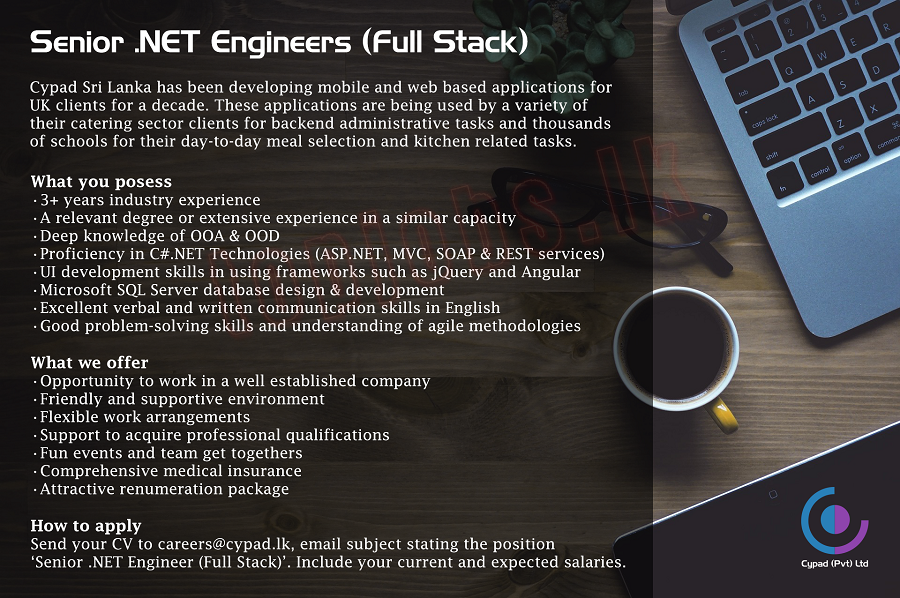 Senior .NET Engineers (Full Stack)
Cypad Sri Lanka has been developing mobile and web based applications for
UK clients for a decade. These applications are being used by a variety of
their catering sector clients for backend administrative tasks and thousands
of schools for their day-to-day meal selection and kitchen related tasks.
What you posess
· 3+ years industry experience
· A relevant degree or extensive experience in a similar capacity
· Deep knowledge of OOA & OOD
· Proficiency in C#.NET Technologies (ASP.NET, MVC, SOAP & REST services)
· UI development skills in using frameworks such as jQuery and Angular
· Microsoft SQL Server database design & development
· Excellent verbal and written communication skills in English
· Good problem-solving skills and understanding of agile methodologies
What we offer
· Opportunity to work in a well established company
· Friendly and supportive environment
· Flexible work arrangements
· Support to acquire professional qualifications
· Fun events and team get togethers
· Comprehensive medical insurance
· Attractive renumeration package
How to apply
Send your CV to careers@cypad.lk, email subject stating the position
‘Senior .NET Engineer (Full Stack)’. Include your current and expected salaries.
Q W E
tab
A S D
caps lock
Z X
shift
fn control option command
Cypad (Pvt) Ltd